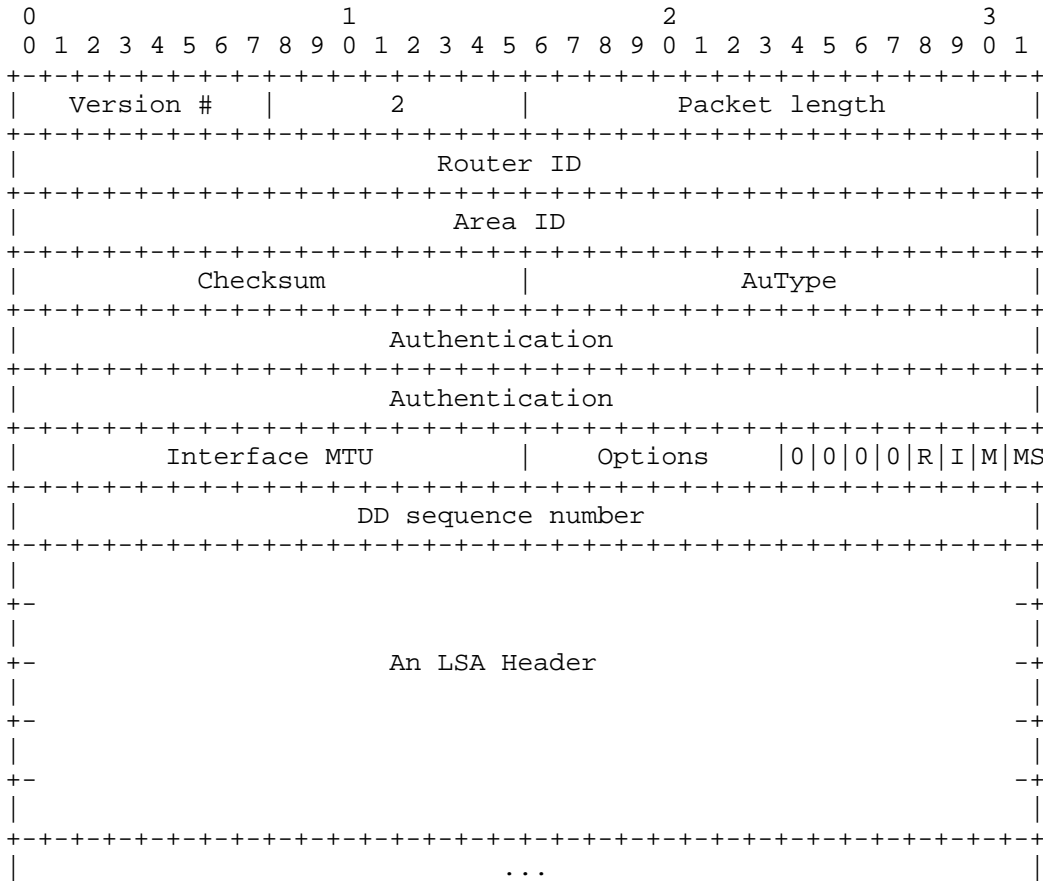 0                   1                   2                   3
 0 1 2 3 4 5 6 7 8 9 0 1 2 3 4 5 6 7 8 9 0 1 2 3 4 5 6 7 8 9 0 1
+-+-+-+-+-+-+-+-+-+-+-+-+-+-+-+-+-+-+-+-+-+-+-+-+-+-+-+-+-+-+-+-+
|   Version #   |       2       |         Packet length         |
+-+-+-+-+-+-+-+-+-+-+-+-+-+-+-+-+-+-+-+-+-+-+-+-+-+-+-+-+-+-+-+-+
|                          Router ID                            |
+-+-+-+-+-+-+-+-+-+-+-+-+-+-+-+-+-+-+-+-+-+-+-+-+-+-+-+-+-+-+-+-+
|                           Area ID                             |
+-+-+-+-+-+-+-+-+-+-+-+-+-+-+-+-+-+-+-+-+-+-+-+-+-+-+-+-+-+-+-+-+
|           Checksum            |             AuType            |
+-+-+-+-+-+-+-+-+-+-+-+-+-+-+-+-+-+-+-+-+-+-+-+-+-+-+-+-+-+-+-+-+
|                       Authentication                          |
+-+-+-+-+-+-+-+-+-+-+-+-+-+-+-+-+-+-+-+-+-+-+-+-+-+-+-+-+-+-+-+-+
|                       Authentication                          |
+-+-+-+-+-+-+-+-+-+-+-+-+-+-+-+-+-+-+-+-+-+-+-+-+-+-+-+-+-+-+-+-+
|         Interface MTU         |    Options    |0|0|0|0|R|I|M|MS
+-+-+-+-+-+-+-+-+-+-+-+-+-+-+-+-+-+-+-+-+-+-+-+-+-+-+-+-+-+-+-+-+
|                     DD sequence number                        |
+-+-+-+-+-+-+-+-+-+-+-+-+-+-+-+-+-+-+-+-+-+-+-+-+-+-+-+-+-+-+-+-+
|                                                               |
+-                                                             -+
|                                                               |
+-                      An LSA Header                          -+
|                                                               |
+-                                                             -+
|                                                               |
+-                                                             -+
|                                                               |
+-+-+-+-+-+-+-+-+-+-+-+-+-+-+-+-+-+-+-+-+-+-+-+-+-+-+-+-+-+-+-+-+
|                              ...                              |